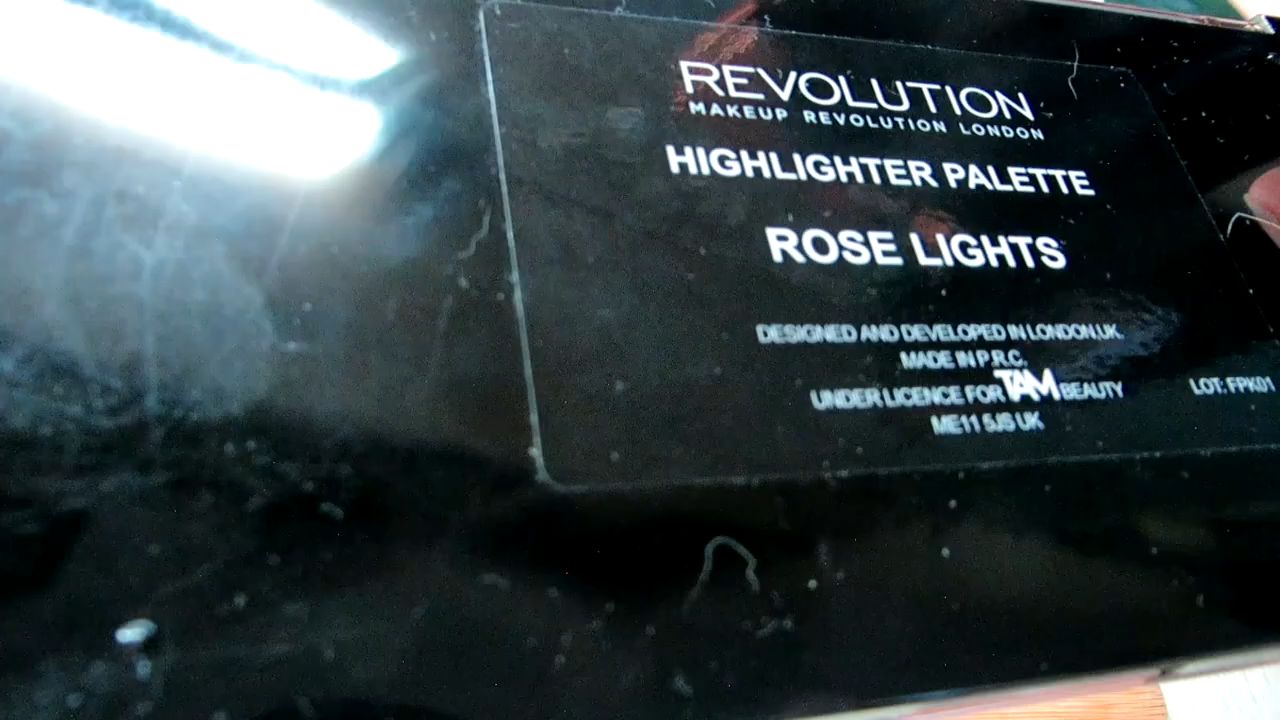 REVOLUTION
MAKEUP REVOLUTION LONDON
HIGHLIGHTER PALETTE
ROSE LIGHTS
DESIGNED AND DEVELOPED IN LONDON.UK.
MADE IN P.R.C.
UNDER LICENCE FOR TAM BEAUTY
LOT: FPK01
ME11 5JS UK